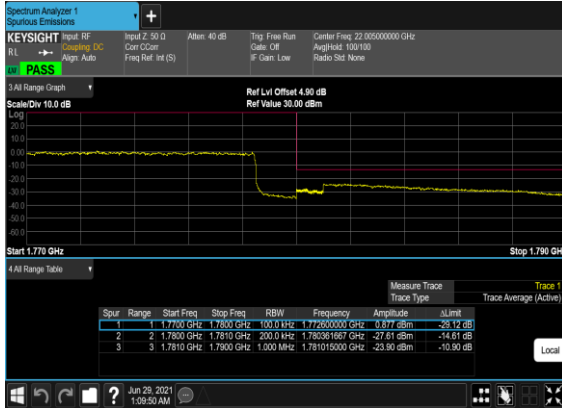 Spectrum Analyzer 1
Spurious Emissions
+
KEYSIGHT Input: RF Input Z: 50 Ω Atten: 40 dB Trig: Free Run Center Freq: 22.005000000 GHz
RL Coupling: DC Corr CCorr Gate: Off Avg|Hold: 100/100
Align: Auto Freq Ref: Int (S) IF Gain: Low Radio Std: None
PASS
3 All Range Graph
Ref Lvl Offset 4.90 dB
Scale/Div 10.0 dB Ref Value 30.00 dBm
Log
20.0
10.0
0.00
-10.0
-20.0
-30.0
-40.0
-50.0
-60.0
Start 1.770 GHz Stop 1.790 GHz
4 All Range Table
Measure Trace Trace 1
Trace Type Trace Average (Active)
Spur Range Start Freq Stop Freq RBW Frequency Amplitude ΔLimit
1 1 1.7700 GHz 1.7800 GHz 100.0 kHz 1.772600000 GHz 0.877 dBm -29.12 dB
2 2 1.7800 GHz 1.7810 GHz 200.0 kHz 1.780361667 GHz -27.61 dBm -14.61 dB
3 3 1.7810 GHz 1.7900 GHz 1.000 MHz 1.781015000 GHz -23.90 dBm -10.90 dB
Local
? Jun 29, 2021
1:09:50 AM